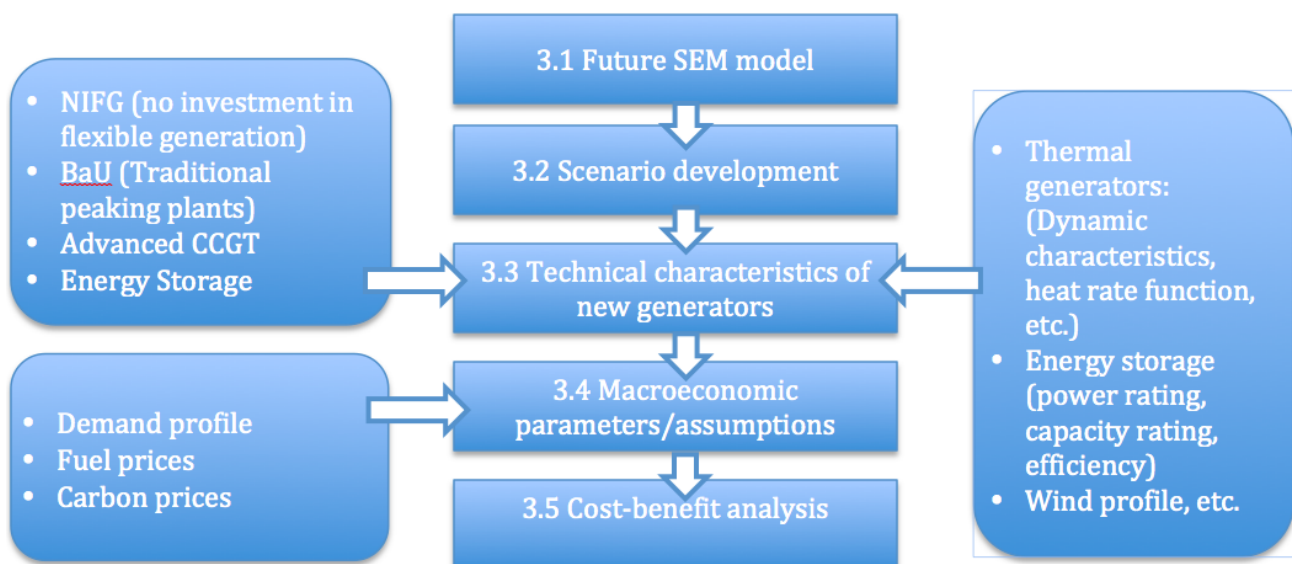 3.1 Future SEM model
3.2 Scenario development
• NIFG (no investment in
flexible generation)
• BaU (Traditional
peaking plants)
• Advanced CCGT
• Energy Storage
3.3 Technical characteristics of
new generators
• Thermal
generators:
(Dynamic
characteristics,
heat rate function,
etc.)
• Energy storage
(power rating,
capacity rating,
efficiency)
• Wind profile, etc.
• Demand profile
• Fuel prices
• Carbon prices
3.4 Macroeconomic
parameters/assumptions
3.5 Cost-benefit analysis